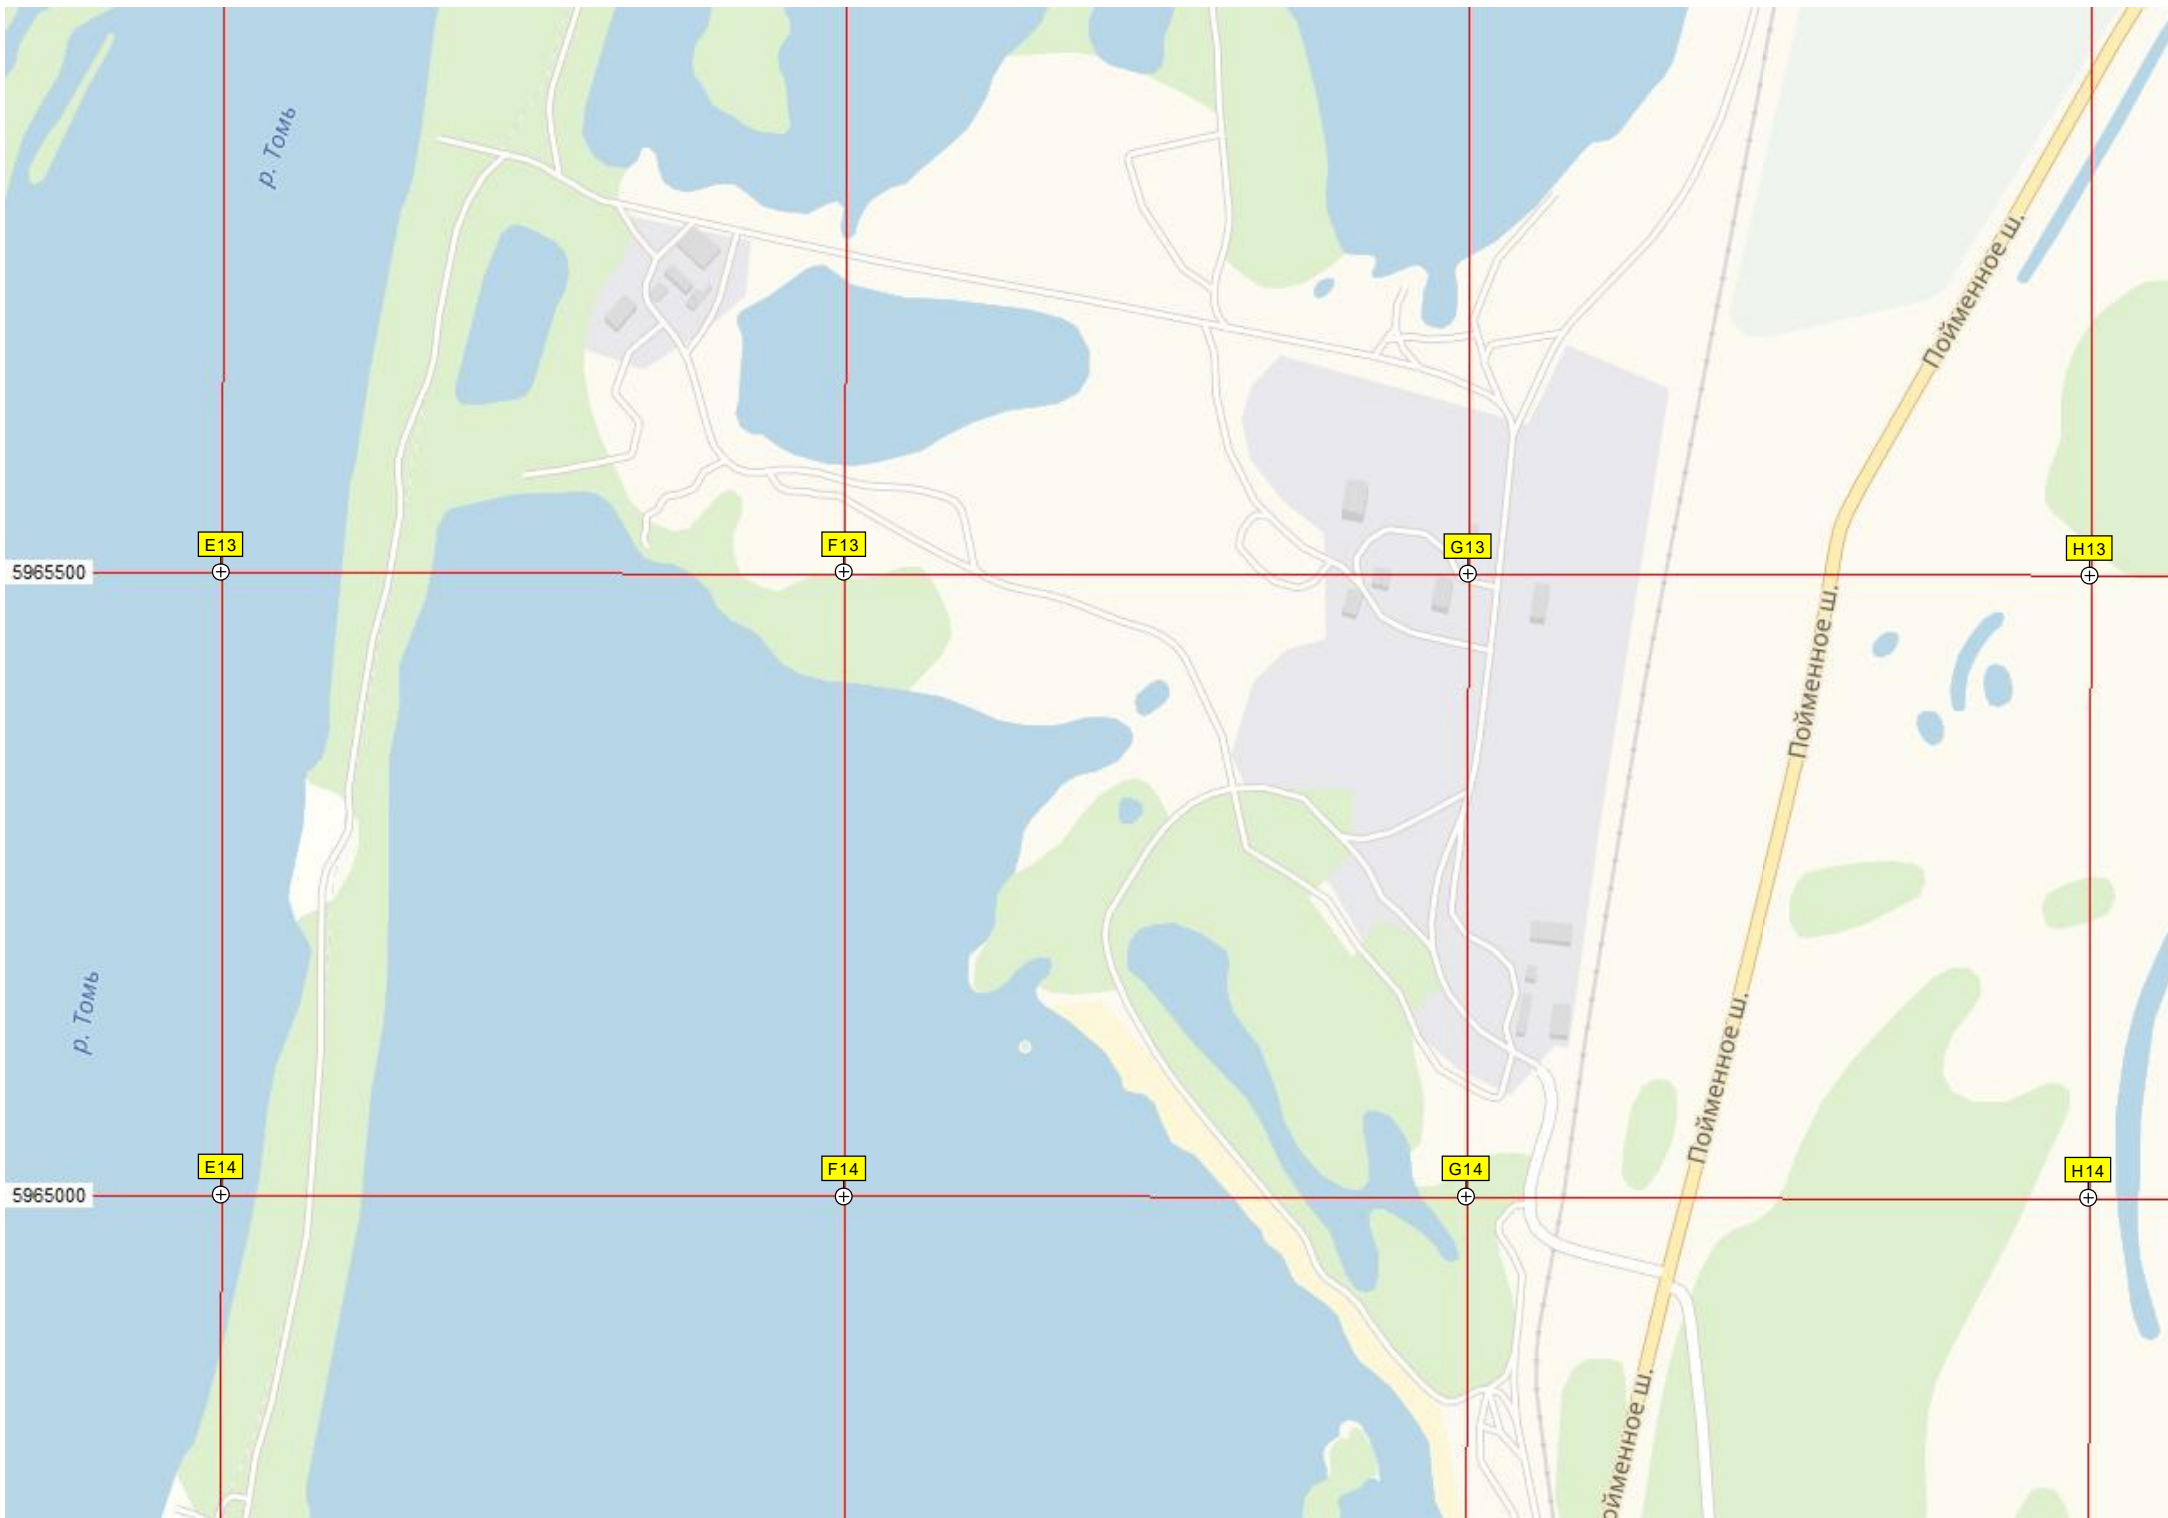 р. Томь
Пойменное ш.
E13
F13
G13
H13
5965500
Пойменное ш.
р. Томь
Пойменное ш.
E14
F14
G14
H14
5965000
ойменное ш.